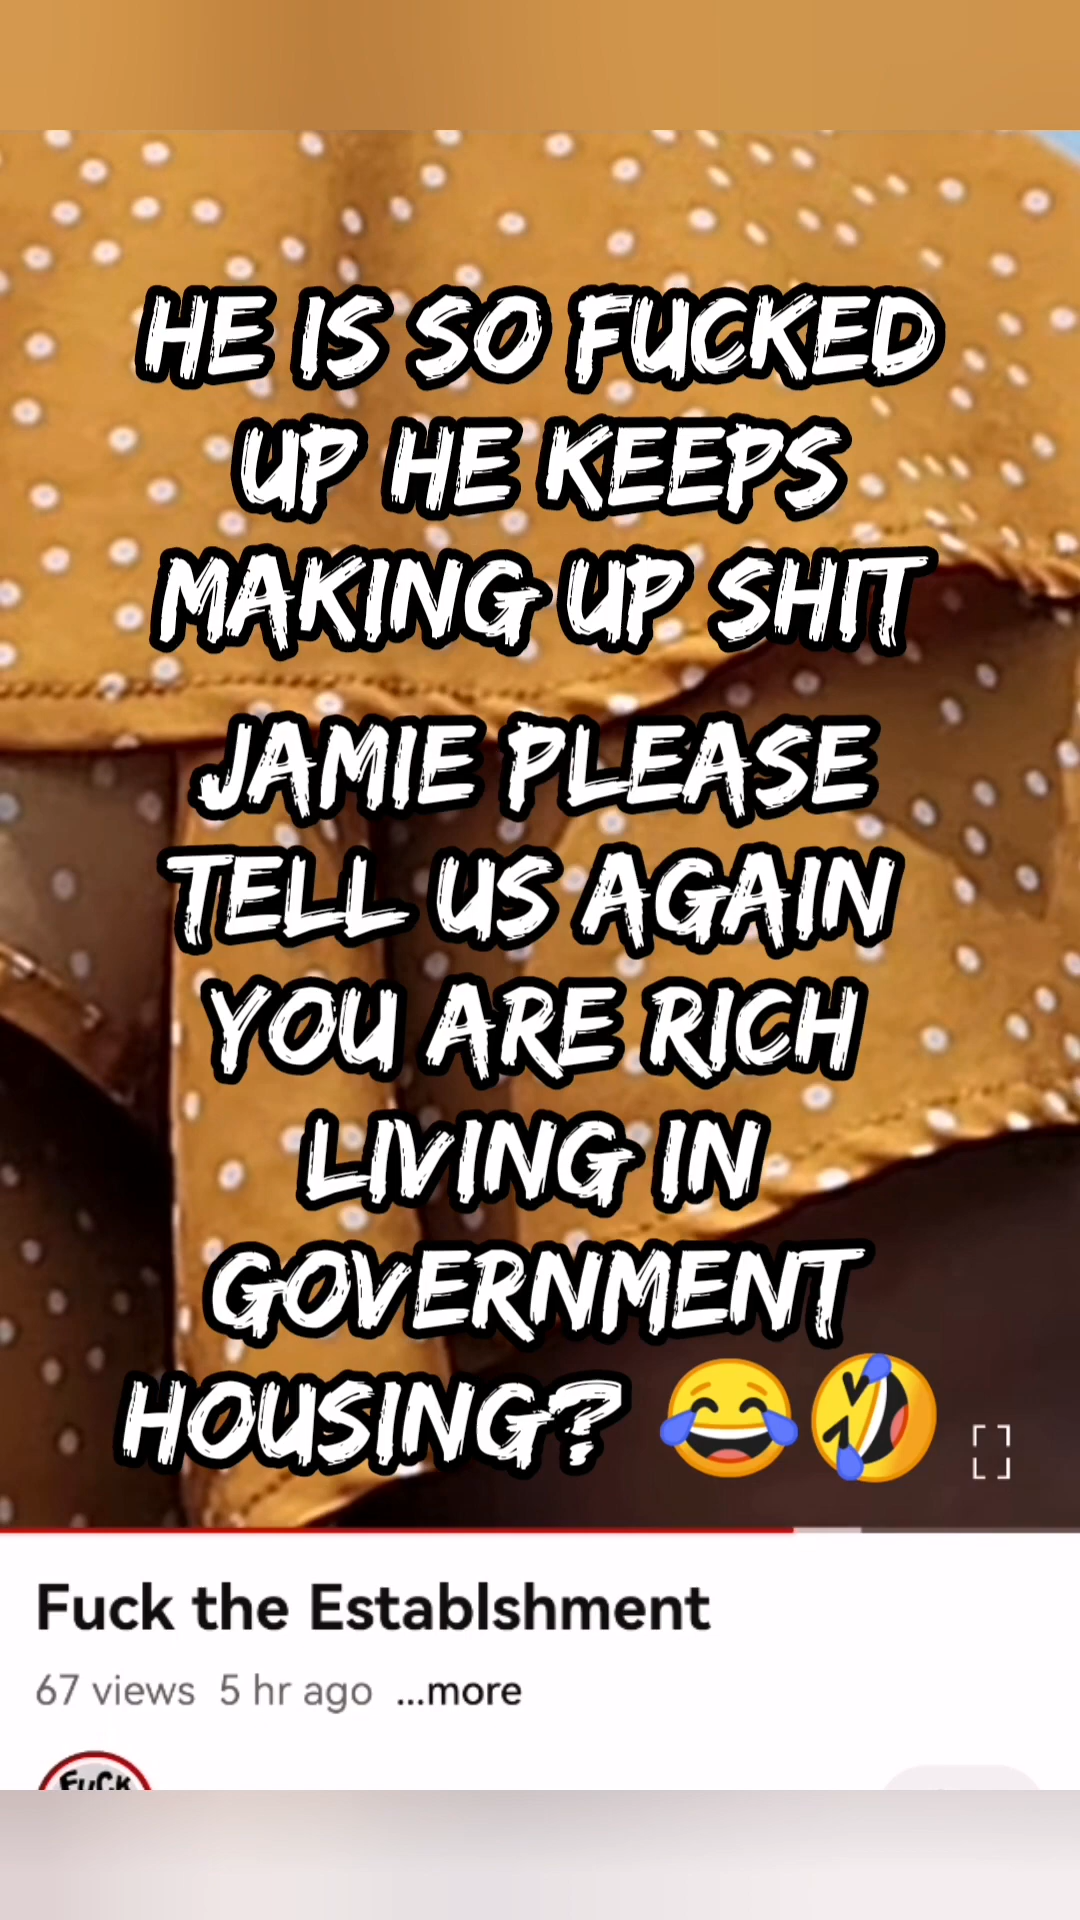 HE IS SO FUCKED
UP HE KEEPS
MAKING UP SHIT
JAMIE PLEASE
TELL US AGAIN
YOU ARE RICH
LIVING IN
GOVERNMENT
HOUSING? 😂🤣
Fuck the Establshment
67 views 5 hr ago ...more
FUCK